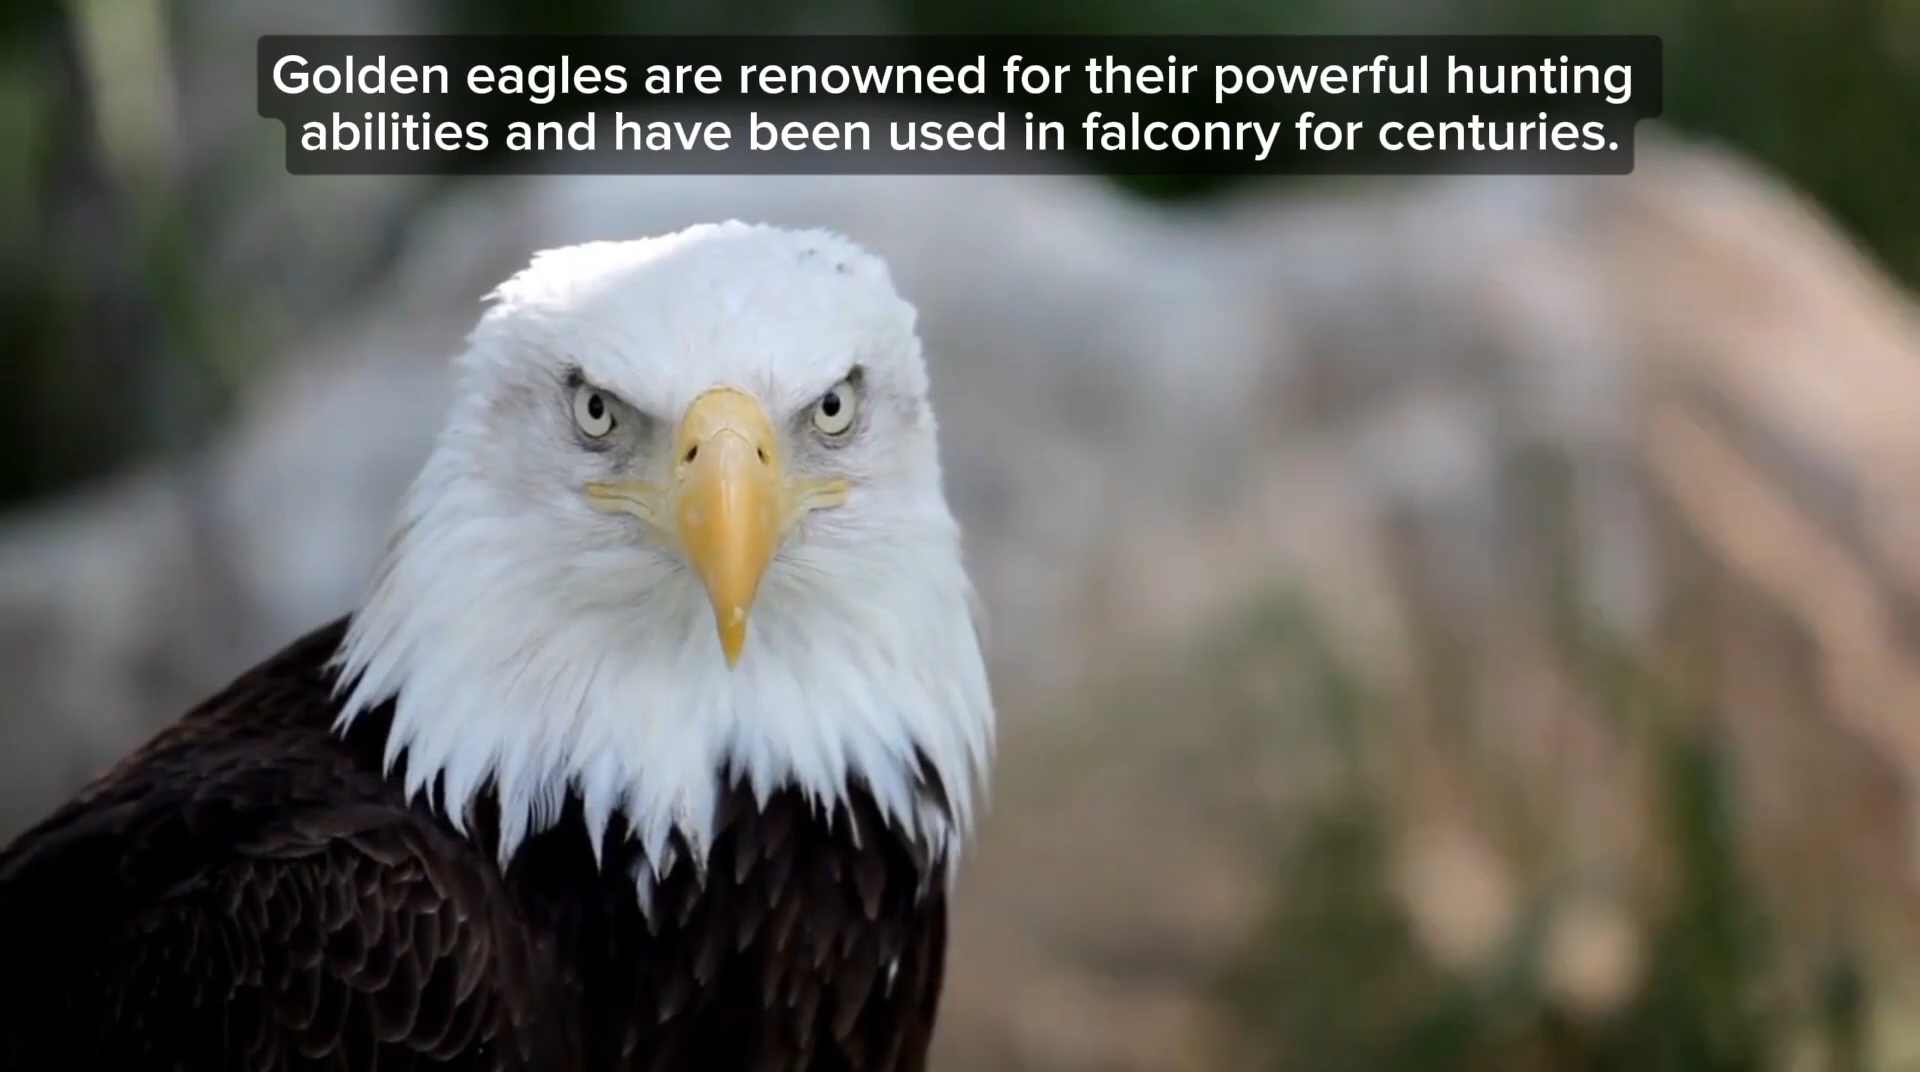 Golden eagles are renowned for their powerful hunting
abilities and have been used in falconry for centuries.